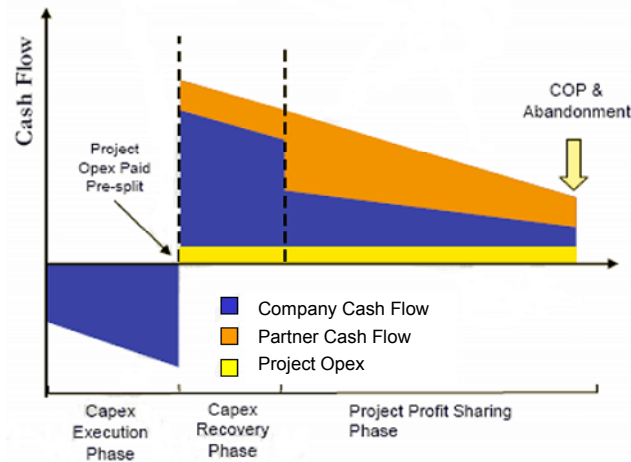 Cash Flow
Project
Opex Paid
Pre-split
COP &
Abandonment
Company Cash Flow
Partner Cash Flow
Project Opex
Capex
Execution
Phase
Capex
Recovery
Phase
Project Profit Sharing
Phase